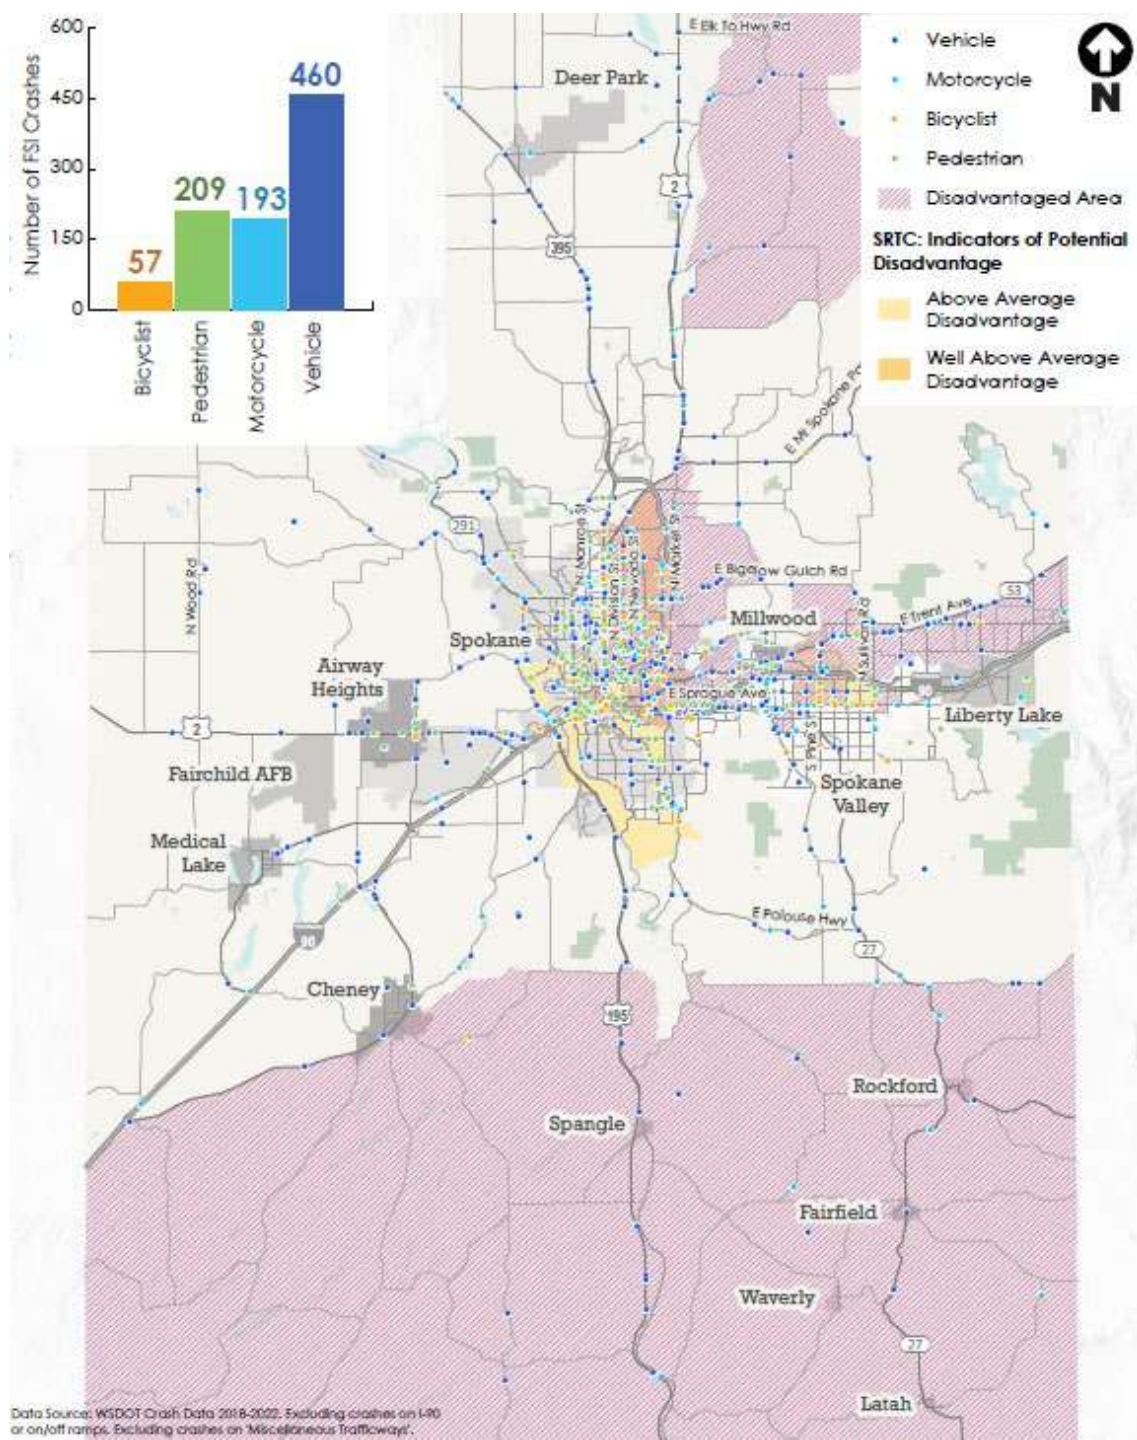 600
450
300
150
0
Number of FSI Crashes
57
209
193
460
Bicyclist
Pedestrian
Motorcycle
Vehicle
Vehicle
Motorcycle
Bicyclist
Pedestrian
Disadvantaged Area
SRTC: Indicators of Potential
Disadvantage
Above Average
Disadvantage
Well Above Average
Disadvantage
N
E Elk To Hwy Rd
Deer Park
2
395
E Mt Spokane Pa
291
N Wood Rd
N Monroe St
N Division St
N Nevada St
N Market St
E Bigelow Gulch Rd
53
E Trent Ave
Millwood
N Sullivan Rd
Spokane
Airway
Heights
E Sprague Ave
90
Liberty Lake
2
Fairchild AFB
S Pine S
Spokane
Valley
Medical
Lake
E Palouse Hwy
27
90
Cheney
195
Rockford
Spangle
Fairfield
Waverly
27
Latah
Data Source: WSDOT Crash Data 2018-2022. Excluding crashes on I-90
or on/off ramps. Excluding crashes on 'Miscellaneous Trafficways'.